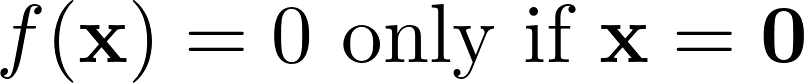 f(𝐱) = 0 only if 𝐱 = 𝟎